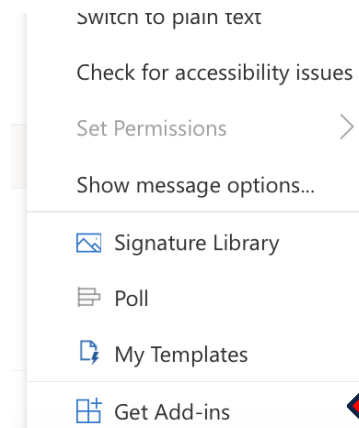 Switch to plain text
Check for accessibility issues
Set Permissions
Show message options...
Signature Library
Poll
My Templates
Get Add-ins